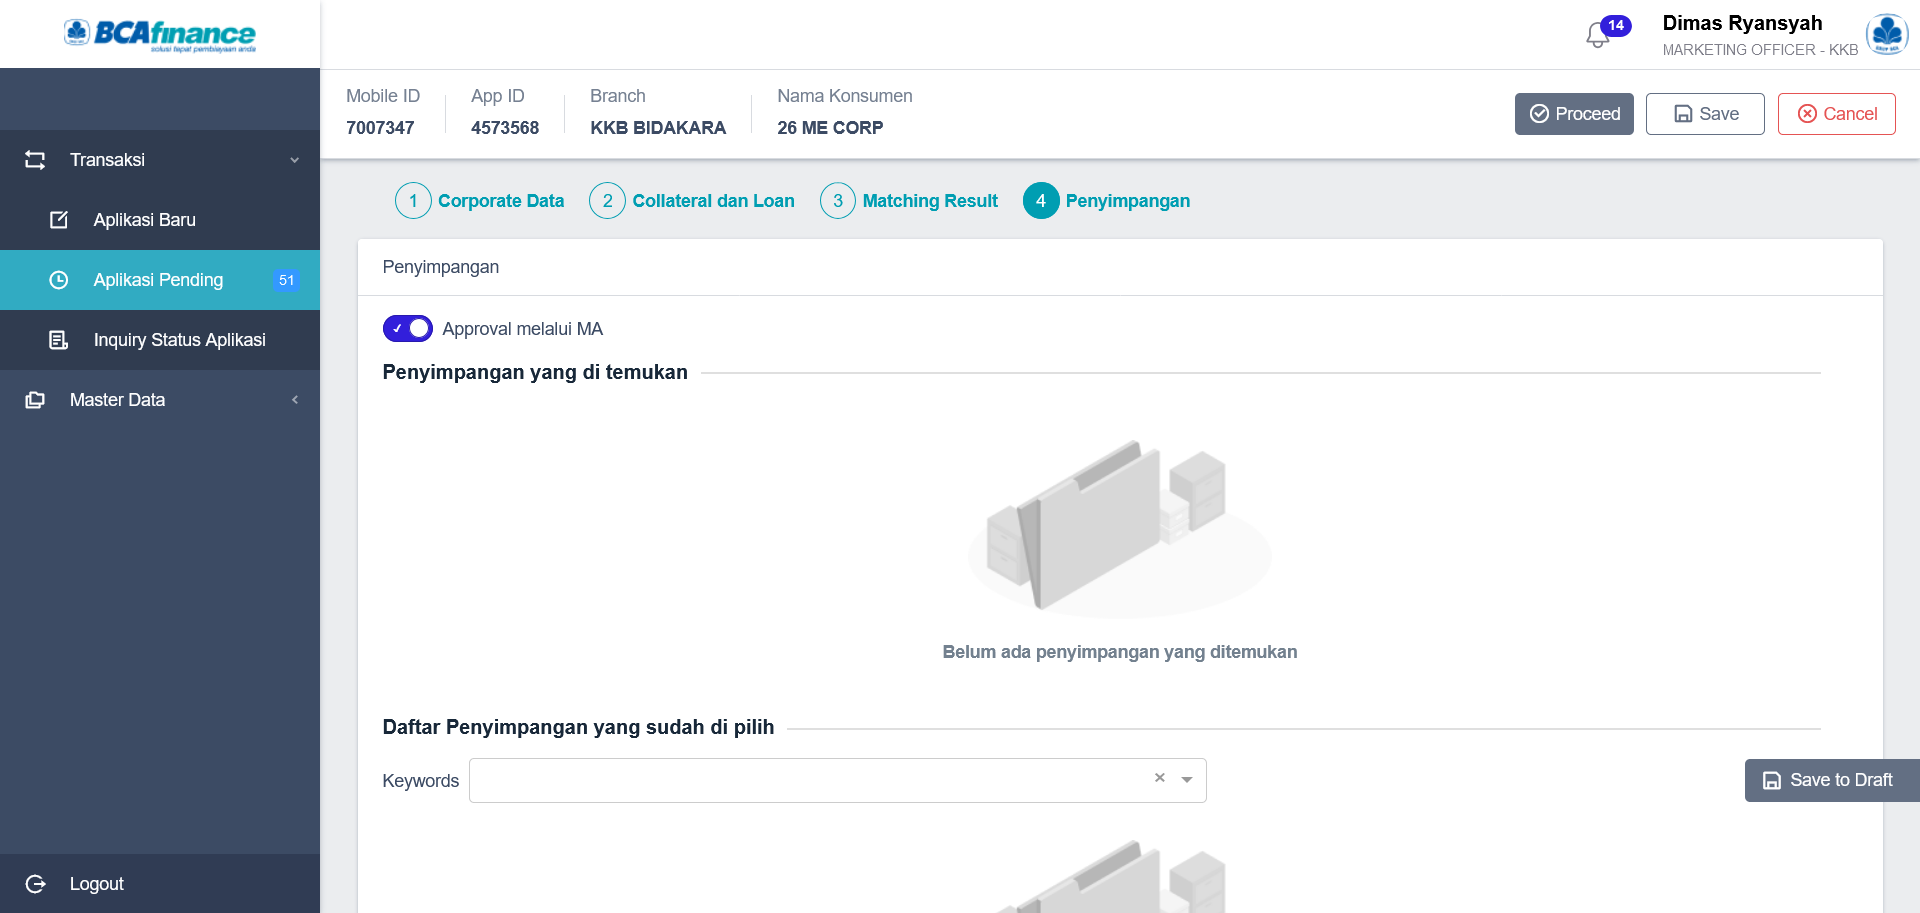 BCAfinance
solusi tepat pembiayaan anda
14
Dimas Ryansyah
MARKETING OFFICER - KKB
Mobile ID
7007347
App ID
4573568
Branch
KKB BIDAKARA
Nama Konsumen
26 ME CORP
Proceed
Save
Cancel
Transaksi
Aplikasi Baru
Aplikasi Pending 51
Inquiry Status Aplikasi
Master Data
Logout
1 Corporate Data
2 Collateral dan Loan
3 Matching Result
4 Penyimpangan
Penyimpangan
Approval melalui MA
Penyimpangan yang di temukan
Belum ada penyimpangan yang ditemukan
Daftar Penyimpangan yang sudah di pilih
Keywords
Save to Draft